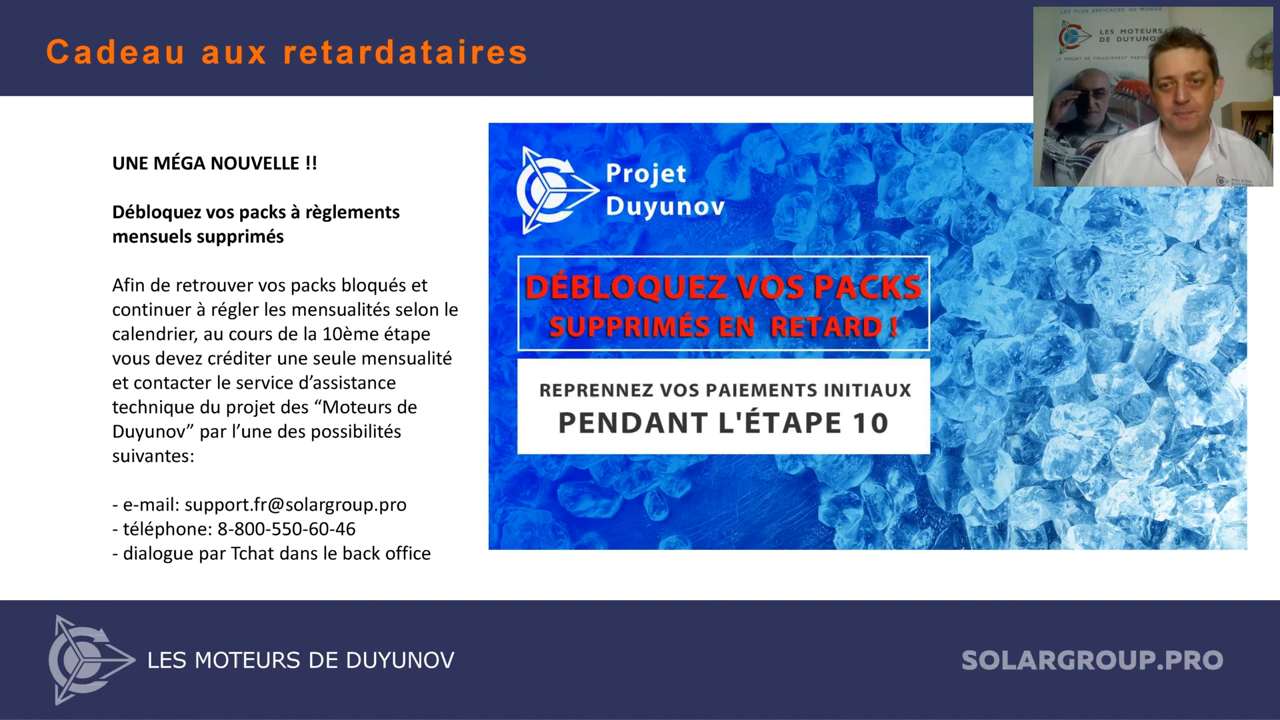 Cadeau aux retardataires
LES PLUS EFFICACES AU MONDE
LES MOTEURS
DE DUYUNOV
UNE MÉGA NOUVELLE !!
Débloquez vos packs à règlements
mensuels supprimés
Afin de retrouver vos packs bloqués et
continuer à régler les mensualités selon le
calendrier, au cours de la 10ème étape
vous devez créditer une seule mensualité
et contacter le service d’assistance
technique du projet des “Moteurs de
Duyunov” par l’une des possibilités
suivantes:
- e-mail: support.fr@solargroup.pro
- téléphone: 8-800-550-60-46
- dialogue par Tchat dans le back office
Projet
Duyunov
DÉBLOQUEZ VOS PACKS
SUPPRIMÉS EN RETARD !
REPRENNEZ VOS PAIEMENTS INITIAUX
PENDANT L'ÉTAPE 10
LES MOTEURS DE DUYUNOV
SOLARGROUP.PRO